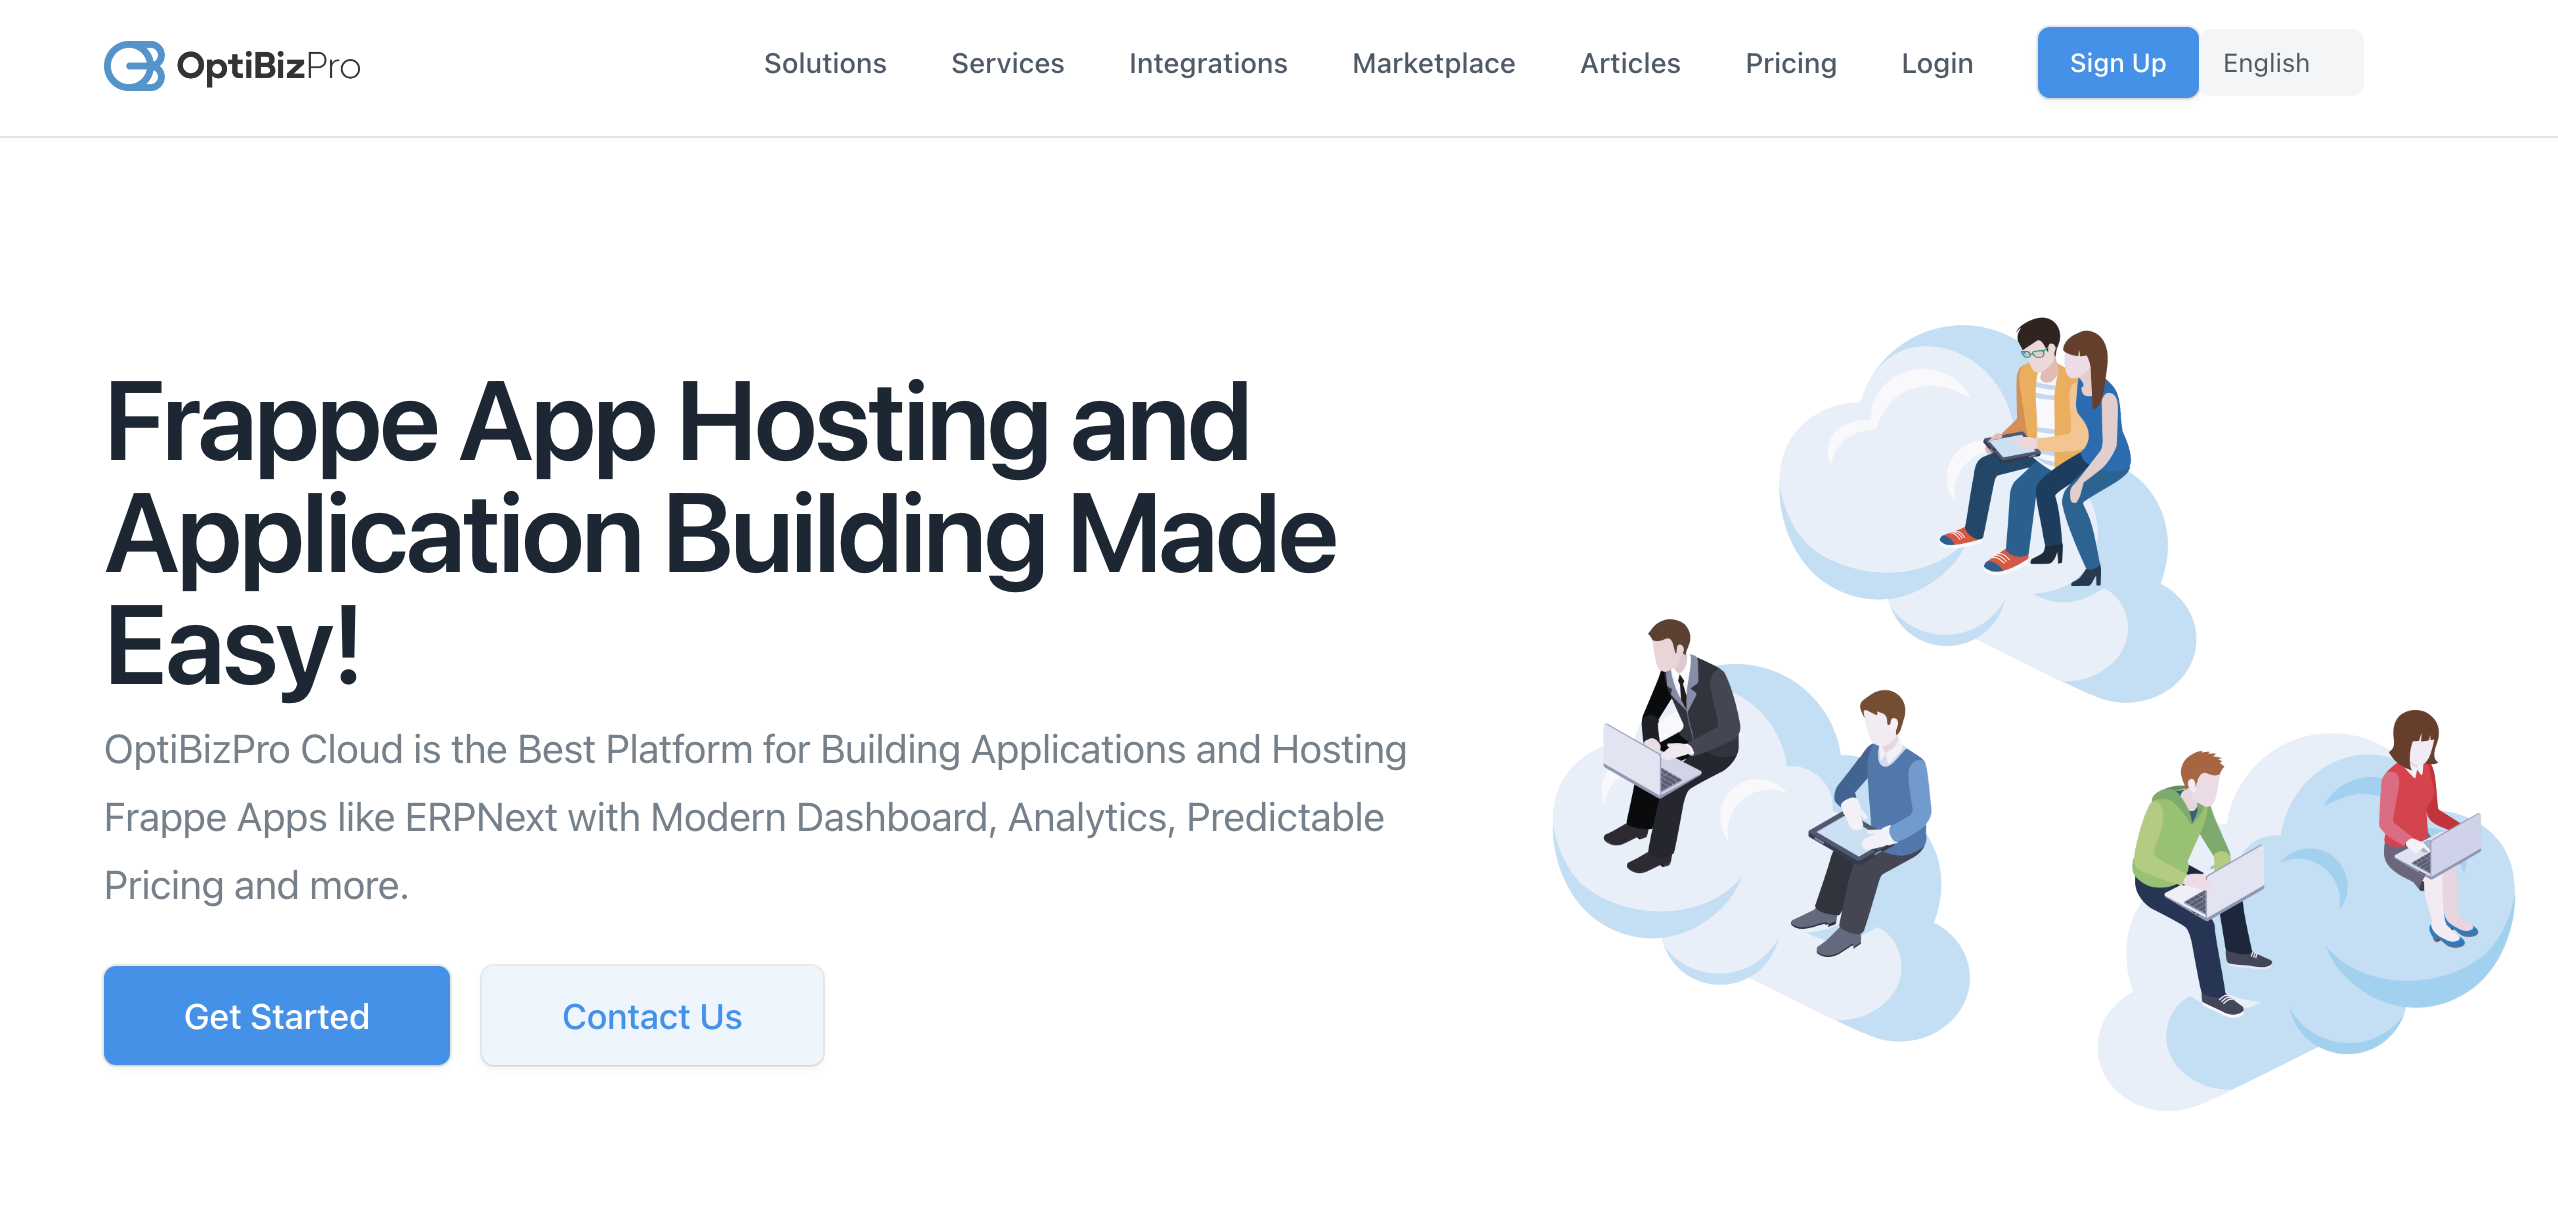 OptiBizPro
Solutions Services Integrations Marketplace Articles Pricing Login Sign Up English
Frappe App Hosting and
Application Building Made
Easy!
OptiBizPro Cloud is the Best Platform for Building Applications and Hosting
Frappe Apps like ERPNext with Modern Dashboard, Analytics, Predictable
Pricing and more.
Get Started Contact Us